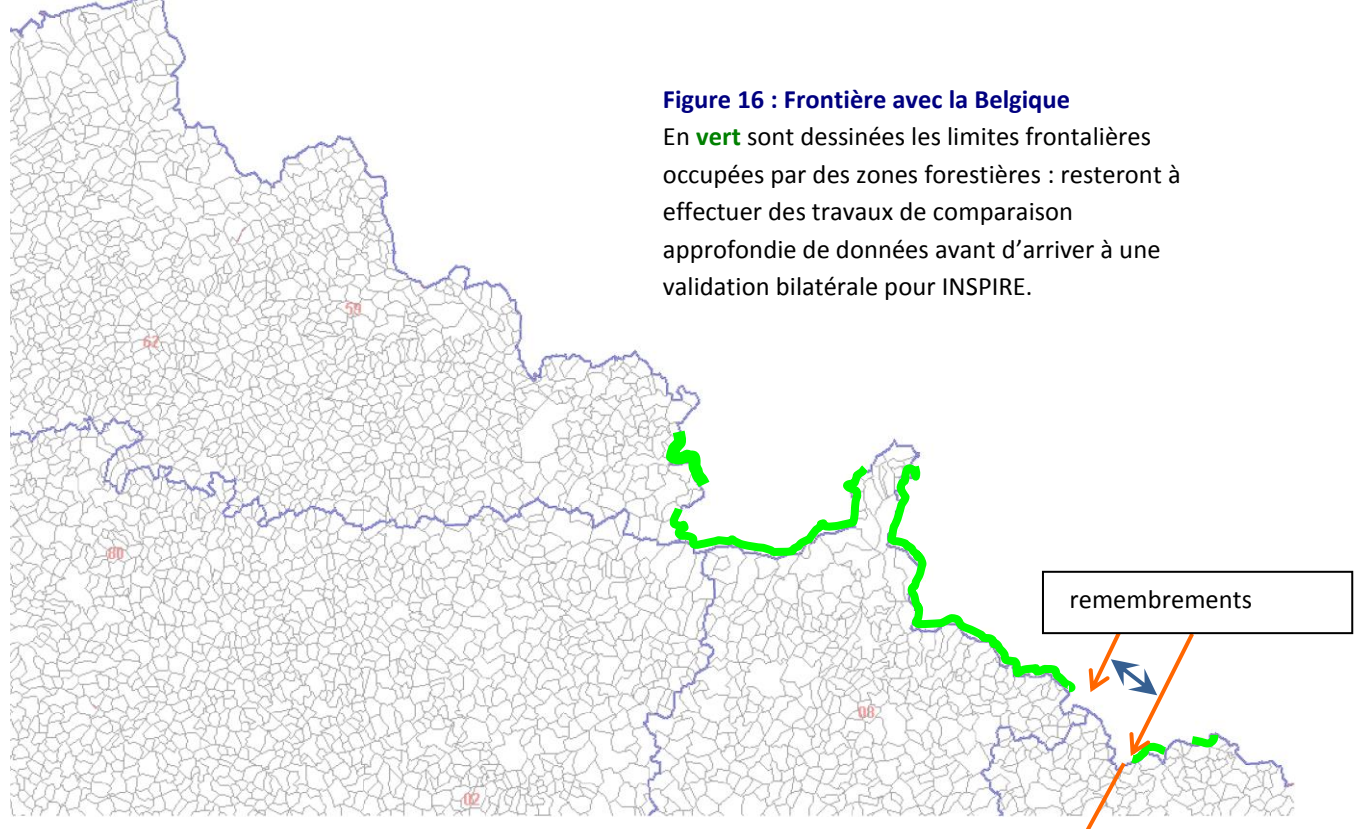 Figure 16 : Frontière avec la Belgique
En vert sont dessinées les limites frontalières
occupées par des zones forestières : resteront à
effectuer des travaux de comparaison
approfondie de données avant d’arriver à une
validation bilatérale pour INSPIRE.
59
62
80
remembrements
08
02